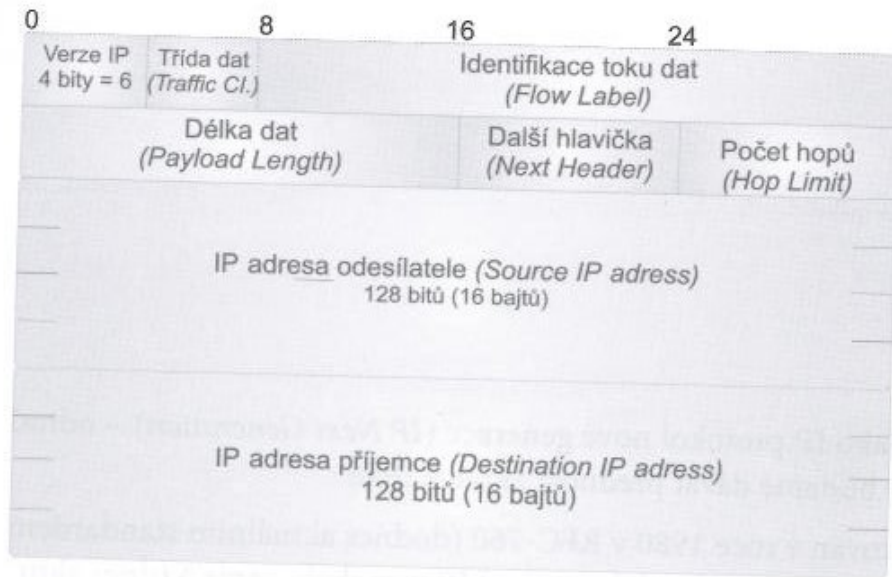 0 8 16 24
Verze IP
4 bity = 6
Třída dat
(Traffic Cl.)
Identifikace toku dat
(Flow Label)
Délka dat
(Payload Length)
Další hlavička
(Next Header)
Počet hopů
(Hop Limit)
IP adresa odesílatele (Source IP adress)
128 bitů (16 bajtů)
IP adresa příjemce (Destination IP adress)
128 bitů (16 bajtů)